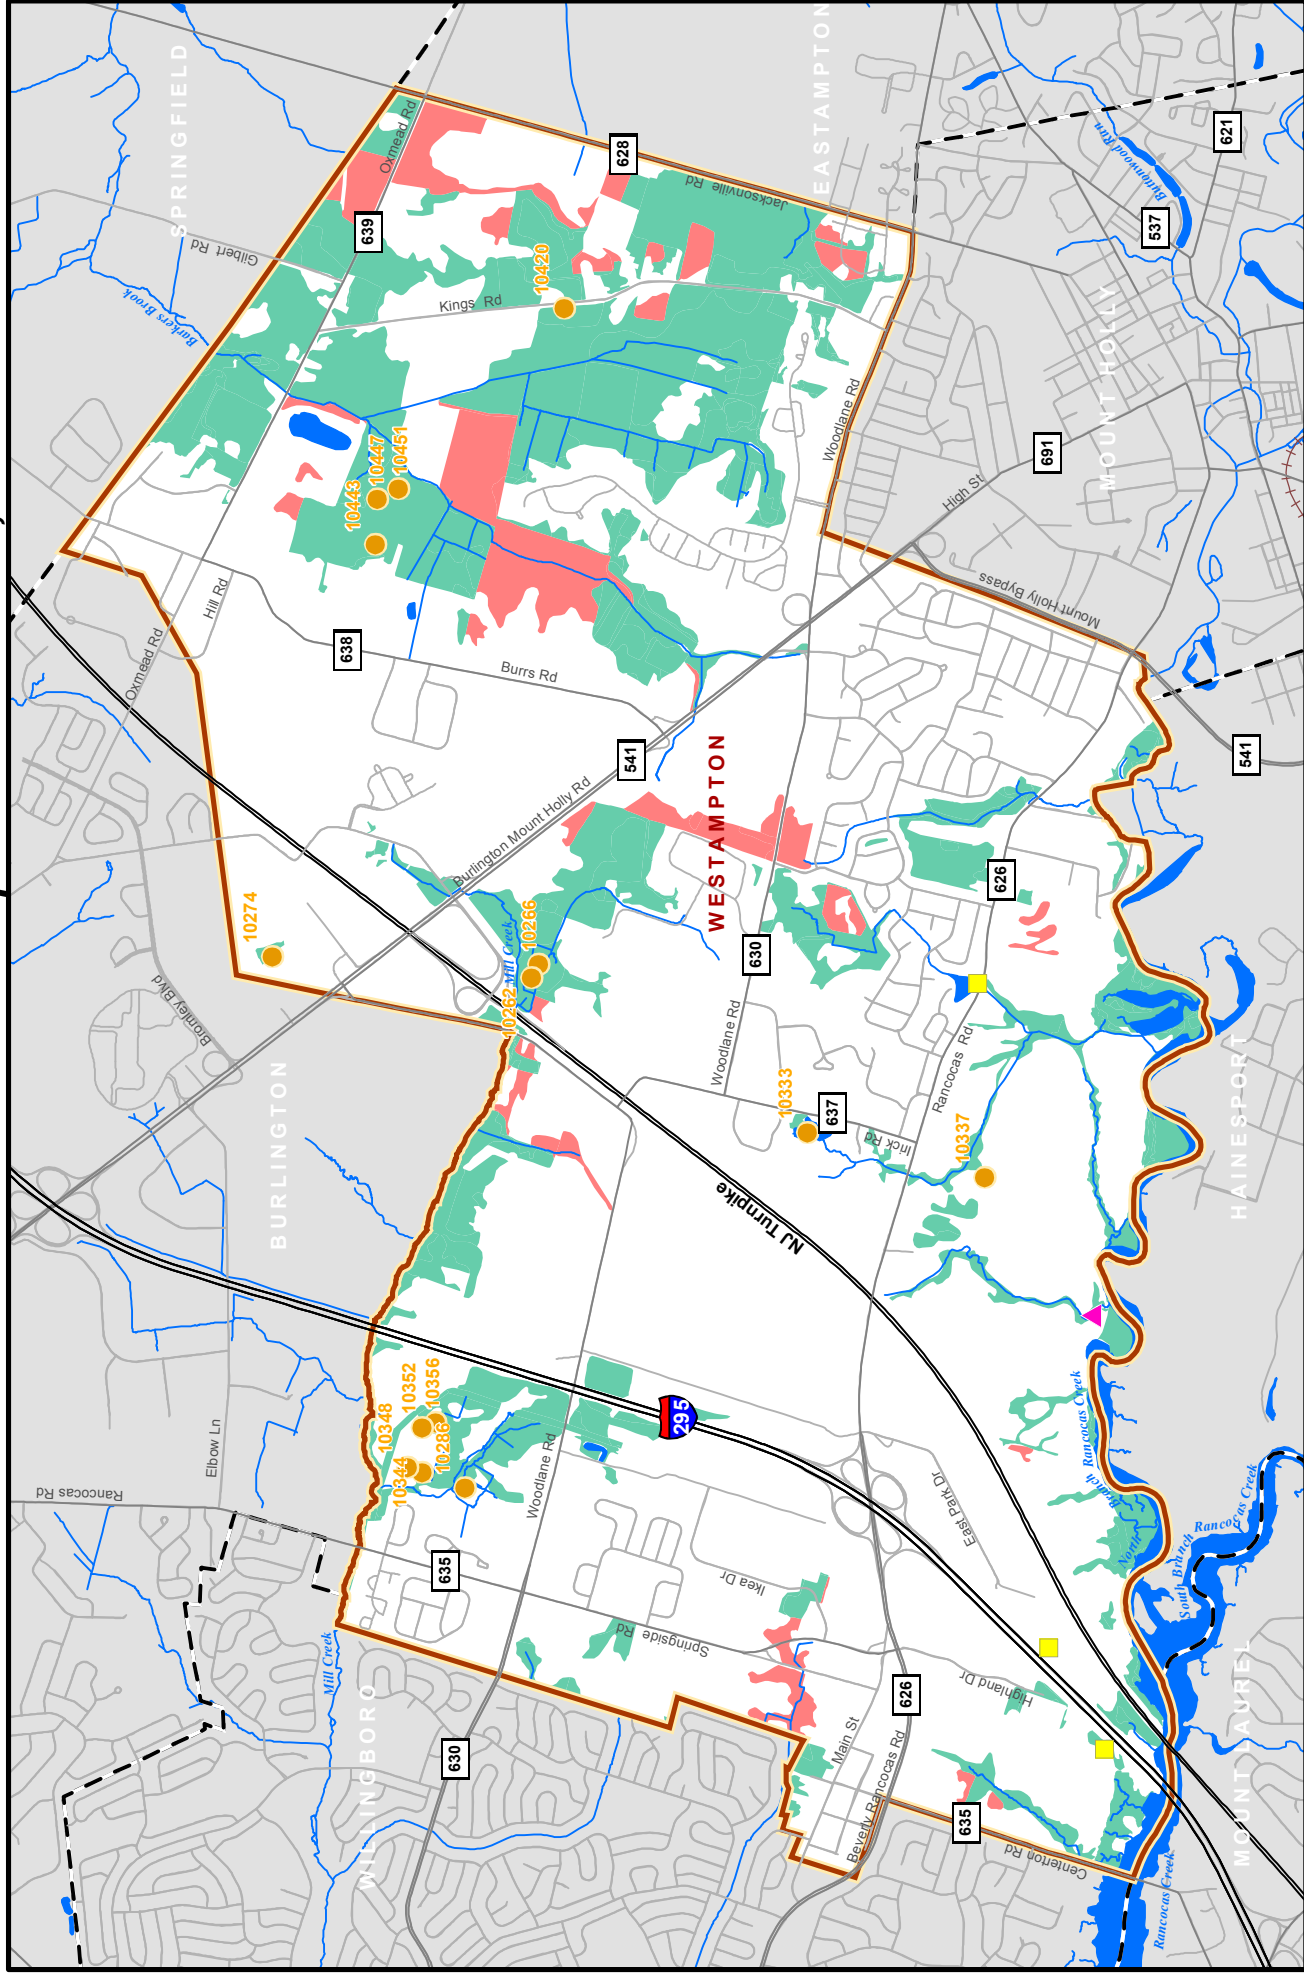 SPRINGFIELD
EASTAMPTON
Oxmead Rd
628
621
Buttonwood Run
Jacksonville Rd
639
537
Gilbert Rd
10420
Kings Rd
Barkers Brook
MOUNT HOLLY
Woodlane Rd
10447
10451
691
10443
High St
Mount Holly Bypass
Hill Rd
638
Oxmead Rd
Burrs Rd
541
541
WESTAMPTON
Burlington Mount Holly Rd
626
10274
10266
630
Mill Creek
10262
Bromley Blvd
Woodlane Rd
Rancocas Rd
BURLINGTON
10333
637
HAINESPORT
10337
Irick Rd
NJ Turnpike
10352
10356
10348
295
North Branch Rancocas Creek
10286
10344
Elbow Ln
Rancocas Rd
Woodlane Rd
East Park Dr
South Branch Rancocas Creek
635
Ikea Dr
Springside Rd
Mill Creek
Highland Dr
626
WILLINGBORO
MOUNT LAUREL
Main St
630
Beverly Rancocas Rd
635
Centerton Rd
Rancocas Creek